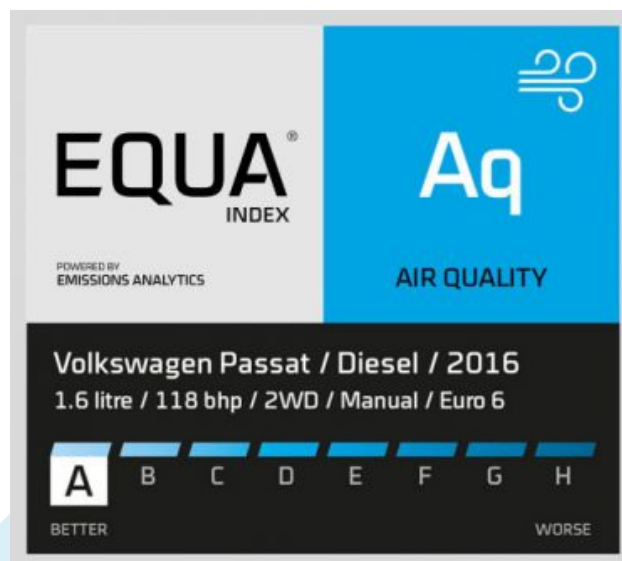 EQUA®
INDEX
POWERED BY
EMISSIONS ANALYTICS
Aq
AIR QUALITY
Volkswagen Passat / Diesel / 2016
1.6 litre / 118 bhp / 2WD / Manual / Euro 6
A B C D E F G H
BETTER WORSE